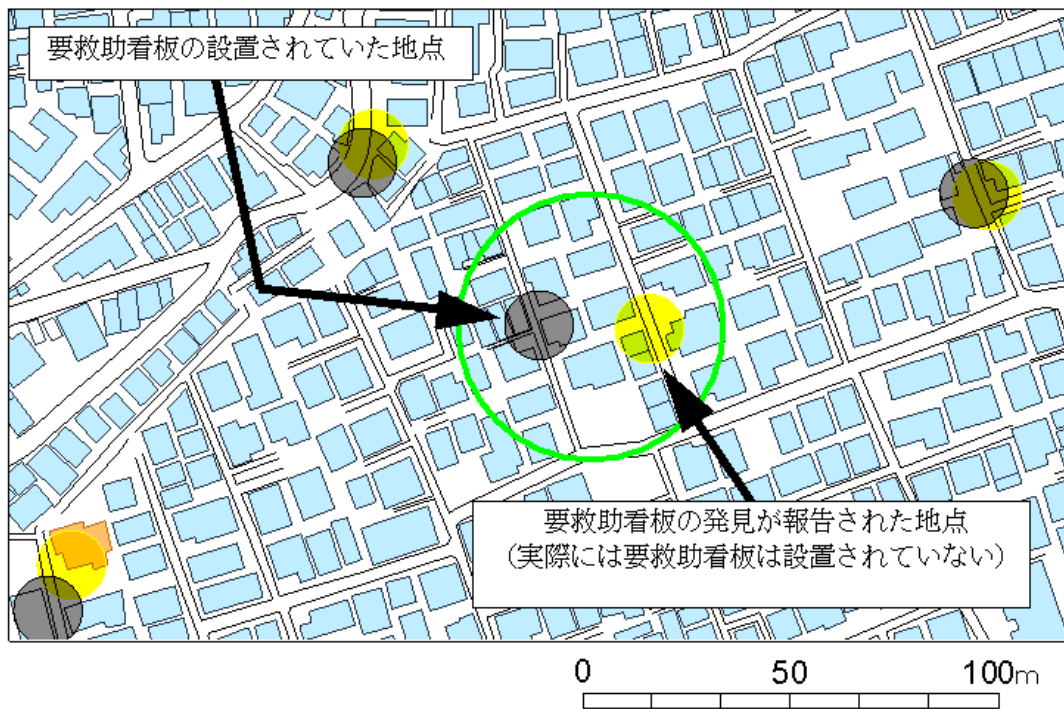 要救助看板の設置されていた地点
要救助看板の発見が報告された地点
（実際には要救助看板は設置されていない）
0 50 100m